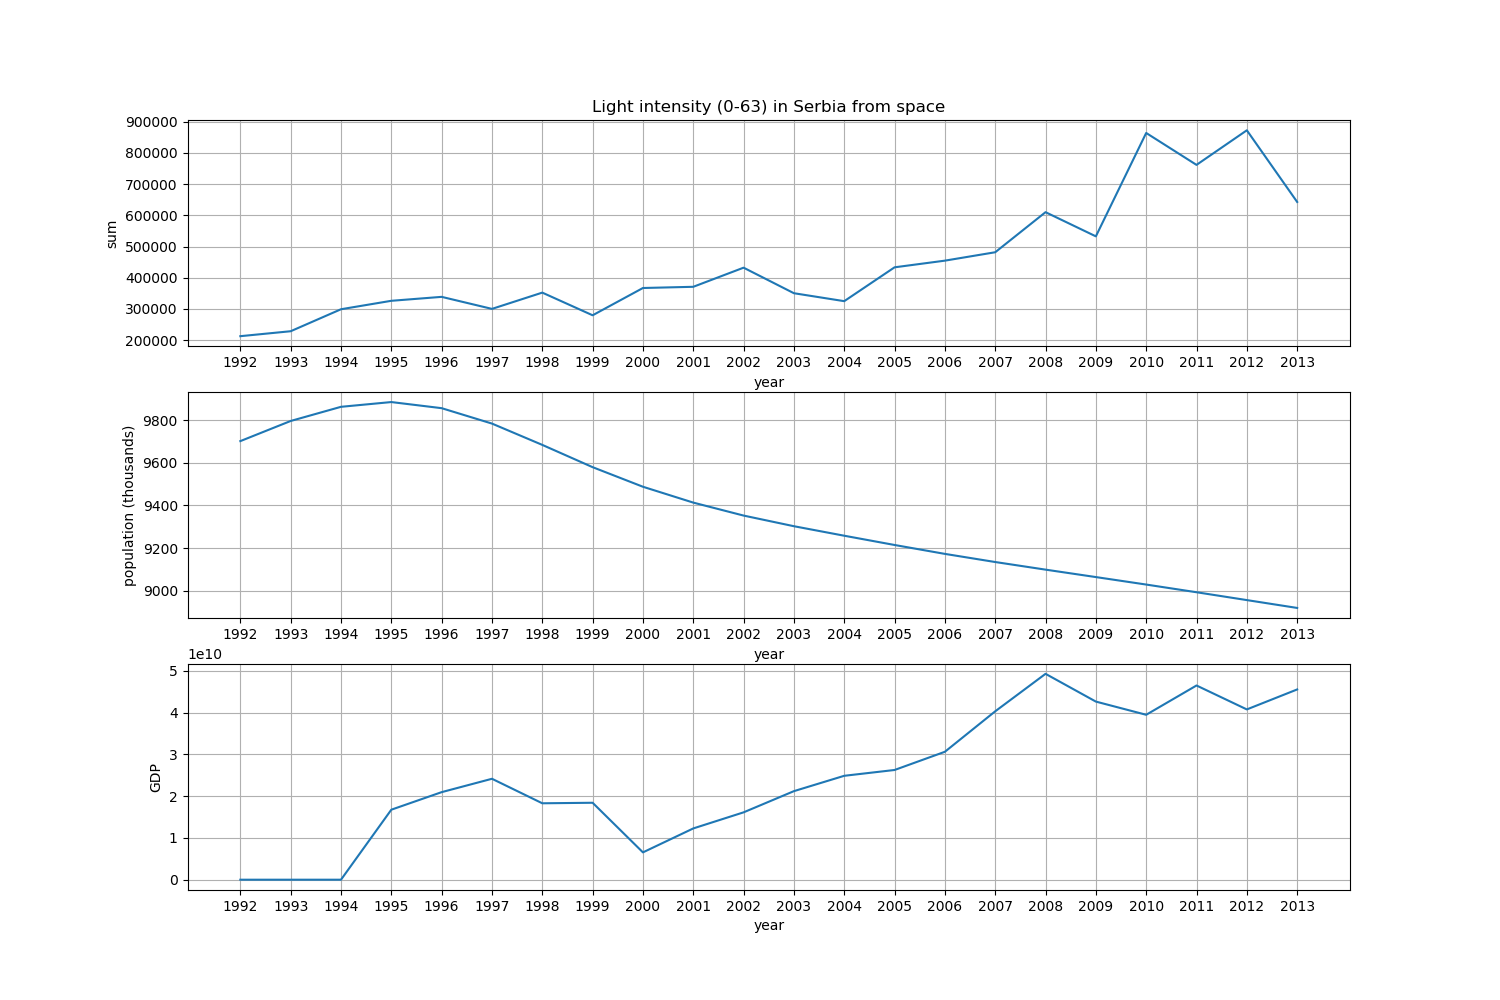 Light intensity (0-63) in Serbia from space
900000
800000
700000
600000
500000
400000
300000
200000
sum
1992 1993 1994 1995 1996 1997 1998 1999 2000 2001 2002 2003 2004 2005 2006 2007 2008 2009 2010 2011 2012 2013
year
9800
9600
9400
9200
9000
population (thousands)
1992 1993 1994 1995 1996 1997 1998 1999 2000 2001 2002 2003 2004 2005 2006 2007 2008 2009 2010 2011 2012 2013
year
1e10
5
4
3
2
1
0
GDP
1992 1993 1994 1995 1996 1997 1998 1999 2000 2001 2002 2003 2004 2005 2006 2007 2008 2009 2010 2011 2012 2013
year